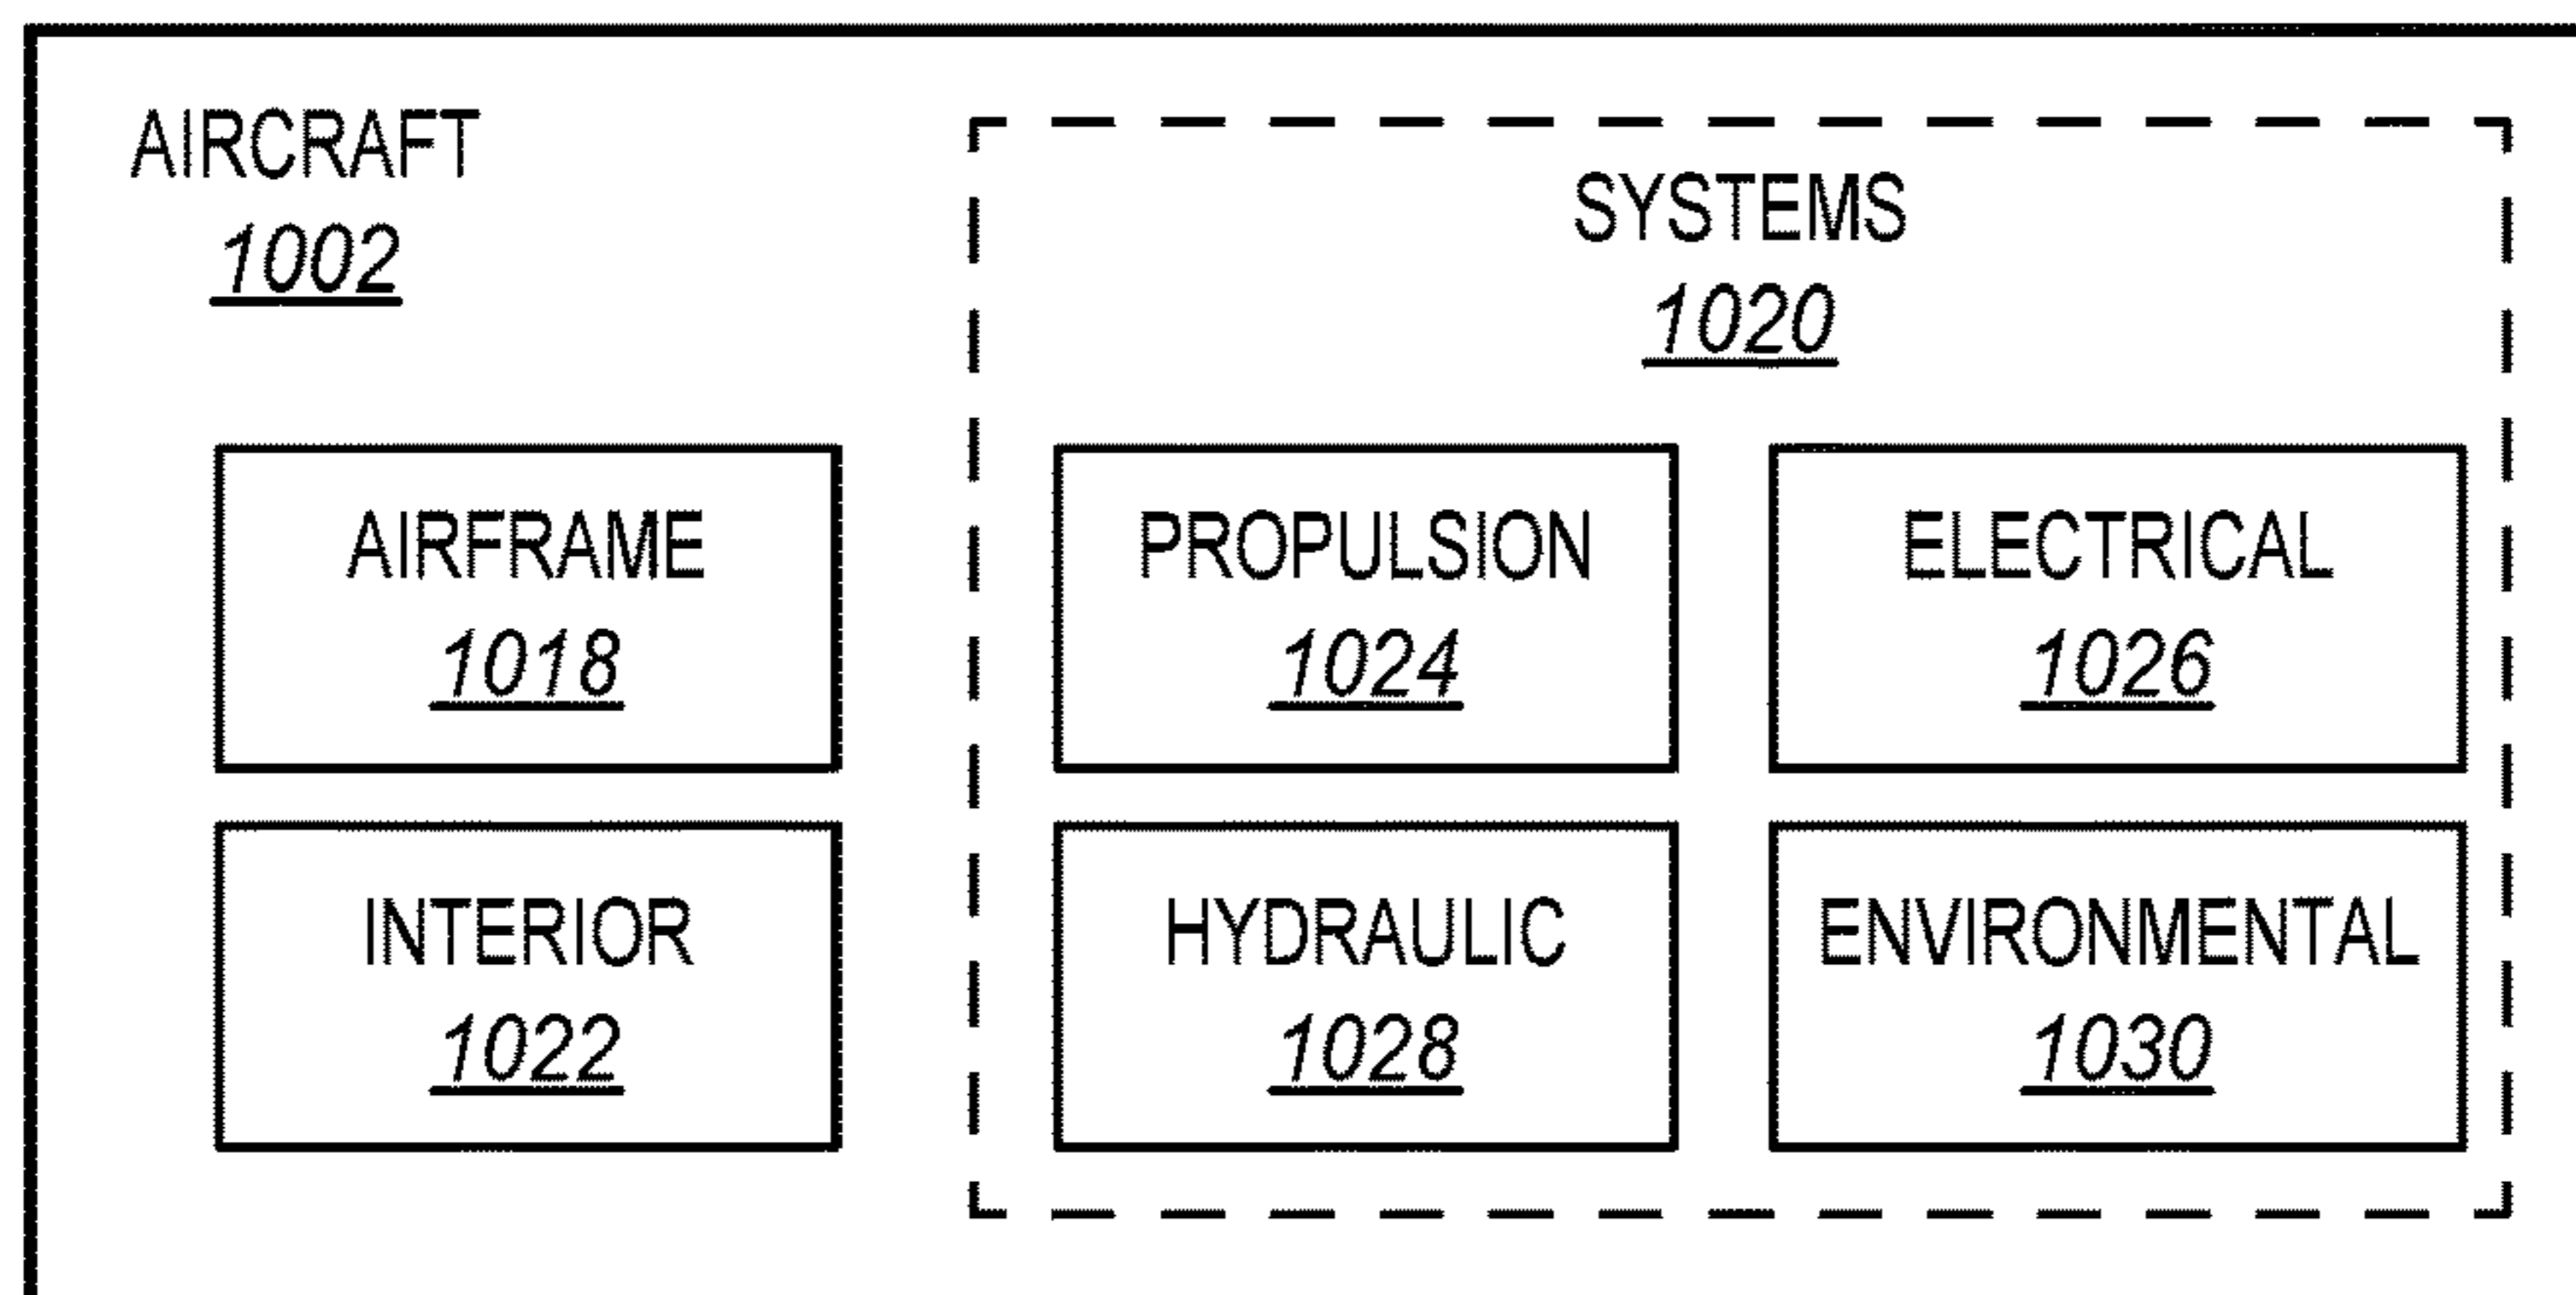 AIRCRAFT
1002
SYSTEMS
1020
AIRFRAME
1018
PROPULSION
1024
ELECTRICAL
1026
INTERIOR
1022
HYDRAULIC
1028
ENVIRONMENTAL
1030